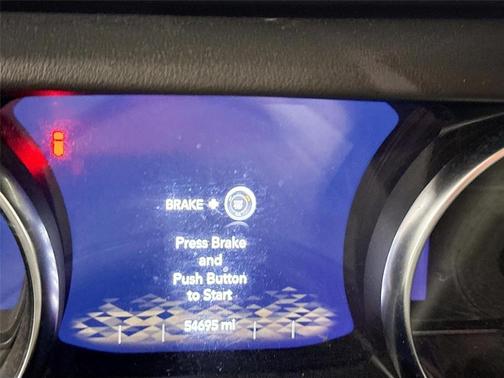 BRAKE +
Press Brake
and
Push Button
to Start
54695 mi